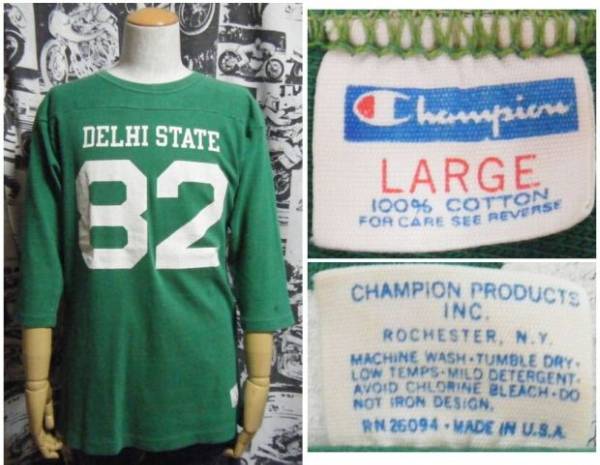 DELHI STATE
82
Champion
LARGE
100% COTTON
FOR CARE SEE REVERSE
CHAMPION PRODUCTS
INC.
ROCHESTER, N.Y.
MACHINE WASH·TUMBLE DRY·
LOW TEMPS·MILD DETERGENT·
AVOID CHLORINE BLEACH·DO
NOT IRON DESIGN.
RN 26094 · MADE IN U.S.A.